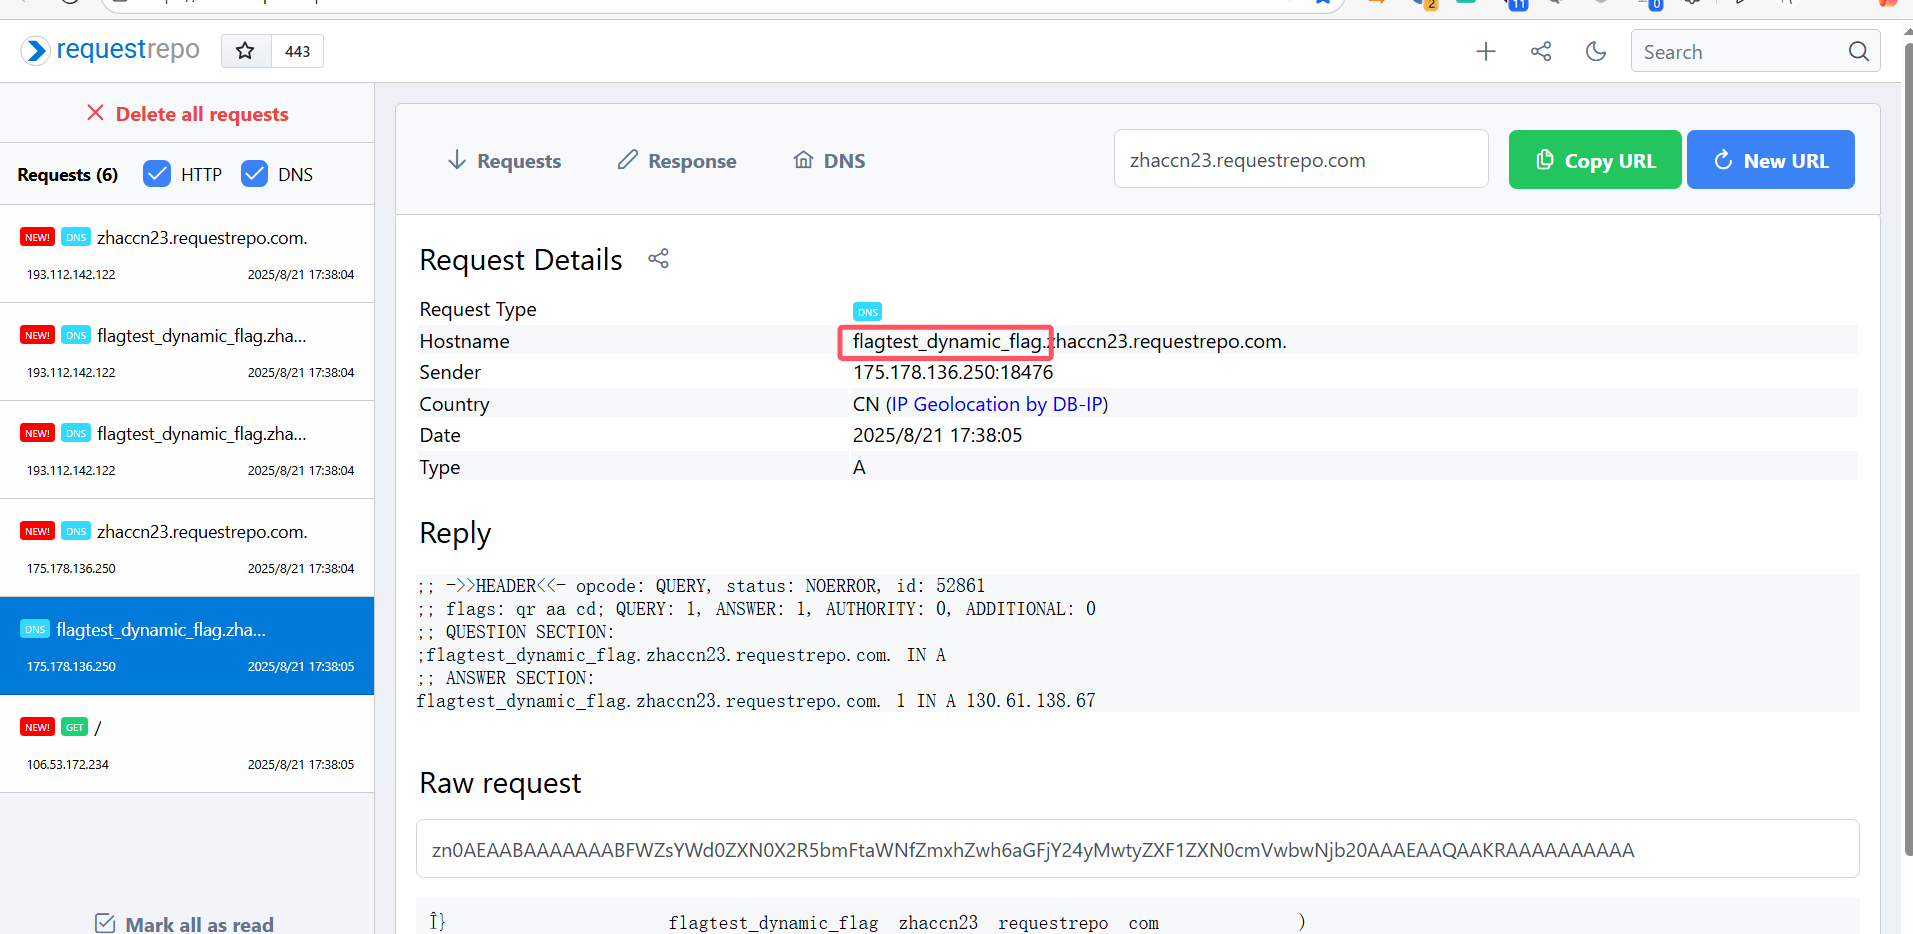 2
11
0
requestrepo
443
Search
Delete all requests
Requests (6) HTTP DNS
NEW! DNS zhaccn23.requestrepo.com.
193.112.142.122 2025/8/21 17:38:04
NEW! DNS flagtest_dynamic_flag.zha...
193.112.142.122 2025/8/21 17:38:04
NEW! DNS flagtest_dynamic_flag.zha...
193.112.142.122 2025/8/21 17:38:04
NEW! DNS zhaccn23.requestrepo.com.
175.178.136.250 2025/8/21 17:38:04
DNS flagtest_dynamic_flag.zha...
175.178.136.250 2025/8/21 17:38:05
NEW! GET /
106.53.172.234 2025/8/21 17:38:05
Mark all as read
Requests Response DNS zhaccn23.requestrepo.com Copy URL New URL
Request Details
Request Type DNS
Hostname flagtest_dynamic_flag.zhaccn23.requestrepo.com.
Sender 175.178.136.250:18476
Country CN (IP Geolocation by DB-IP)
Date 2025/8/21 17:38:05
Type A
Reply
;; ->>HEADER<<- opcode: QUERY, status: NOERROR, id: 52861
;; flags: qr aa cd; QUERY: 1, ANSWER: 1, AUTHORITY: 0, ADDITIONAL: 0
;; QUESTION SECTION:
;flagtest_dynamic_flag.zhaccn23.requestrepo.com. IN A
;; ANSWER SECTION:
flagtest_dynamic_flag.zhaccn23.requestrepo.com. 1 IN A 130.61.138.67
Raw request
zn0AEAABAAAAAAABFWZsYWd0ZXN0X2R5bmFtaWNfZmxhZwh6aGFjY24yMwtyZXF1ZXN0cmVwbwNjb20AAAEAAQAAKRAAAAAAAAAA
Î} flagtest_dynamic_flag zhaccn23 requestrepo com )